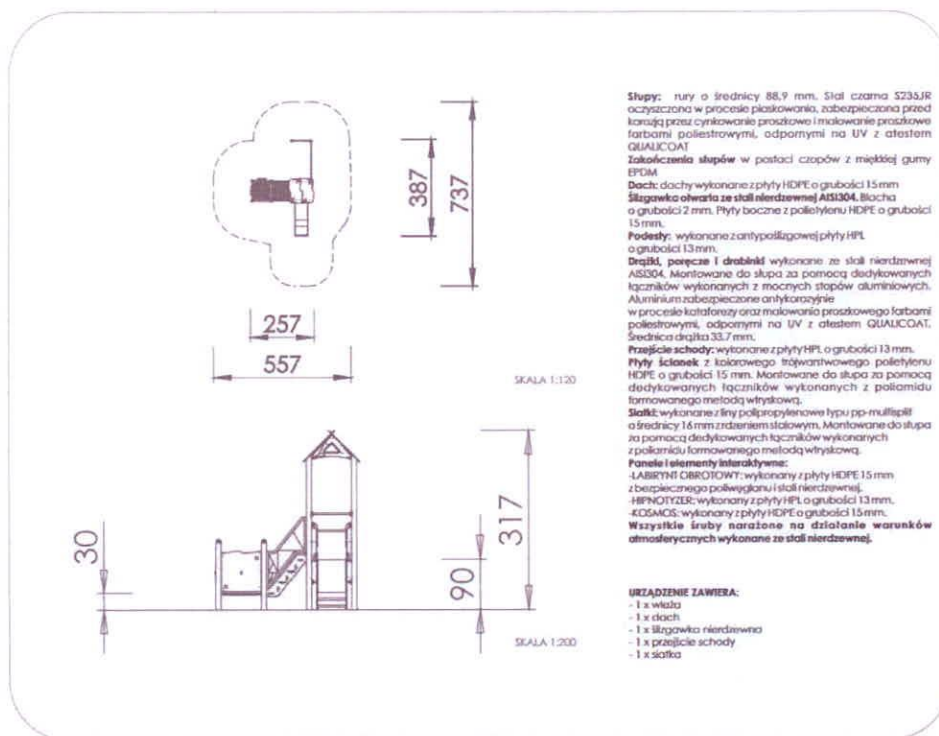 387
737
257
557
SKALA 1:120
30
90
317
SKALA 1:200
Słupy: rury o średnicy 88,9 mm. Stal czarna S235JR
oczyszczona w procesie piaskowania, zabezpieczona przed
korozją przez cynkowanie proszkowe i malowanie proszkowe
farbami poliestrowymi, odpornymi na UV z atestem
QUALICOAT
Zakończenia słupów w postaci czopów z miękkiej gumy
EPDM
Dach: dachy wykonane z płyty HDPE o grubości 15 mm
Ślizgawka otwarta ze stali nierdzewnej AISI304. Blacha
o grubości 2 mm. Płyty boczne z polietylenu HDPE o grubości
15 mm.
Podesty: wykonane z antypoślizgowej płyty HPL
o grubości 13 mm.
Drążki, poręcze i drabinki wykonane ze stali nierdzewnej
AISI304. Montowane do słupa za pomocą dedykowanych
łączników wykonanych z mocnych stopów aluminiowych.
Aluminium zabezpieczone antykorozyjnie
w procesie kataforezy oraz malowania proszkowego farbami
poliestrowymi, odpornymi na UV z atestem QUALICOAT.
Średnica drążka 33,7 mm.
Przejście schody: wykonane z płyty HPL o grubości 13 mm.
Płyty ścianek z kolorowego trójwarstwowego polietylenu
HDPE o grubości 15 mm. Montowane do słupa za pomocą
dedykowanych łączników wykonanych z poliamidu
formowanego metodą wtryskową.
Siatki: wykonane z liny polipropylenowe typu pp-multisplit
o średnicy 16 mm z rdzeniem stalowym. Montowane do słupa
za pomocą dedykowanych łączników wykonanych
z poliamidu formowanego metodą wtryskową.
Panele i elementy interaktywne:
-LABIRYNT OBROTOWY: wykonany z płyty HDPE 15 mm
z bezpiecznego poliwęglanu i stali nierdzewnej.
-HIPNOTYZER: wykonany z płyty HPL o grubości 13 mm.
-KOSMOS: wykonany z płyty HDPE o grubości 15 mm.
Wszystkie śruby narażone na działanie warunków
atmosferycznych wykonane ze stali nierdzewnej.
URZĄDZENIE ZAWIERA:
- 1 x wieża
- 1 x dach
- 1 x ślizgawka nierdzewna
- 1 x przejście schody
- 1 x siatka